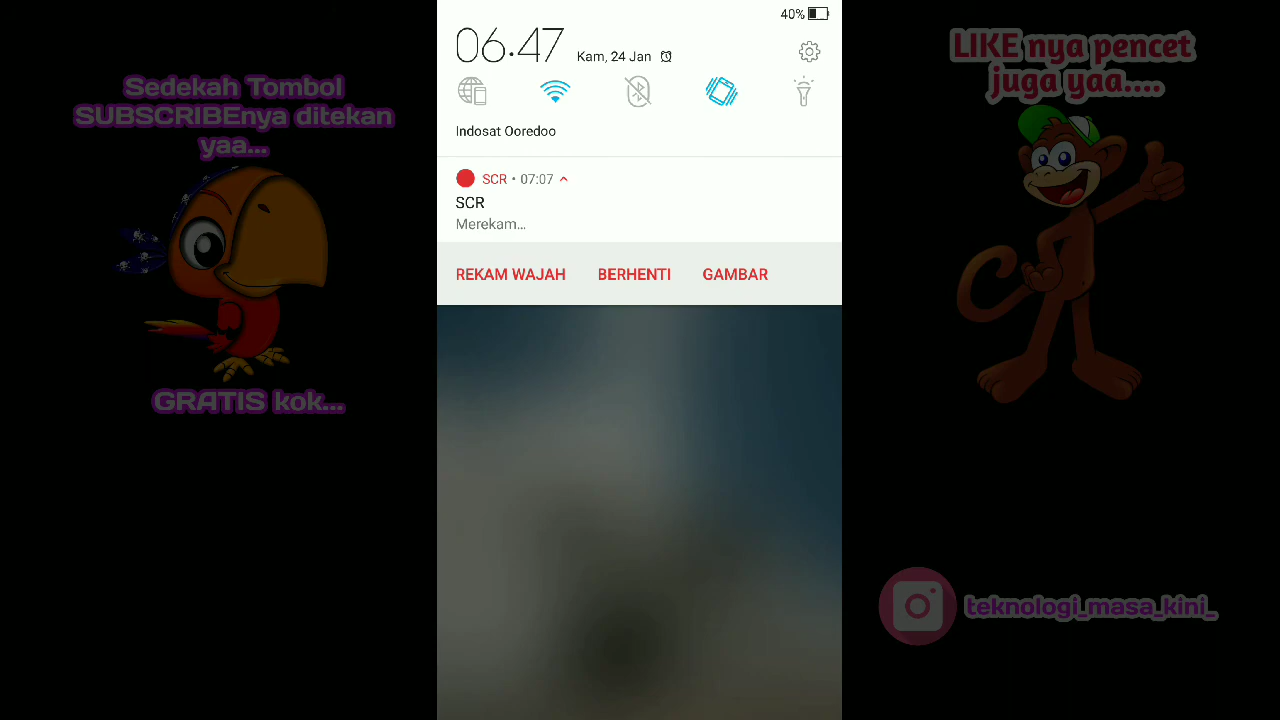 Sedekah Tombol
SUBSCRIBEnya ditekan
yaa...
GRATIS kok...
40%
06.47 Kam, 24 Jan
Indosat Ooredoo
SCR • 07:07
SCR
Merekam...
REKAM WAJAH BERHENTI GAMBAR
LIKE nya pencet
juga yaa....
teknologi_masa_kini_